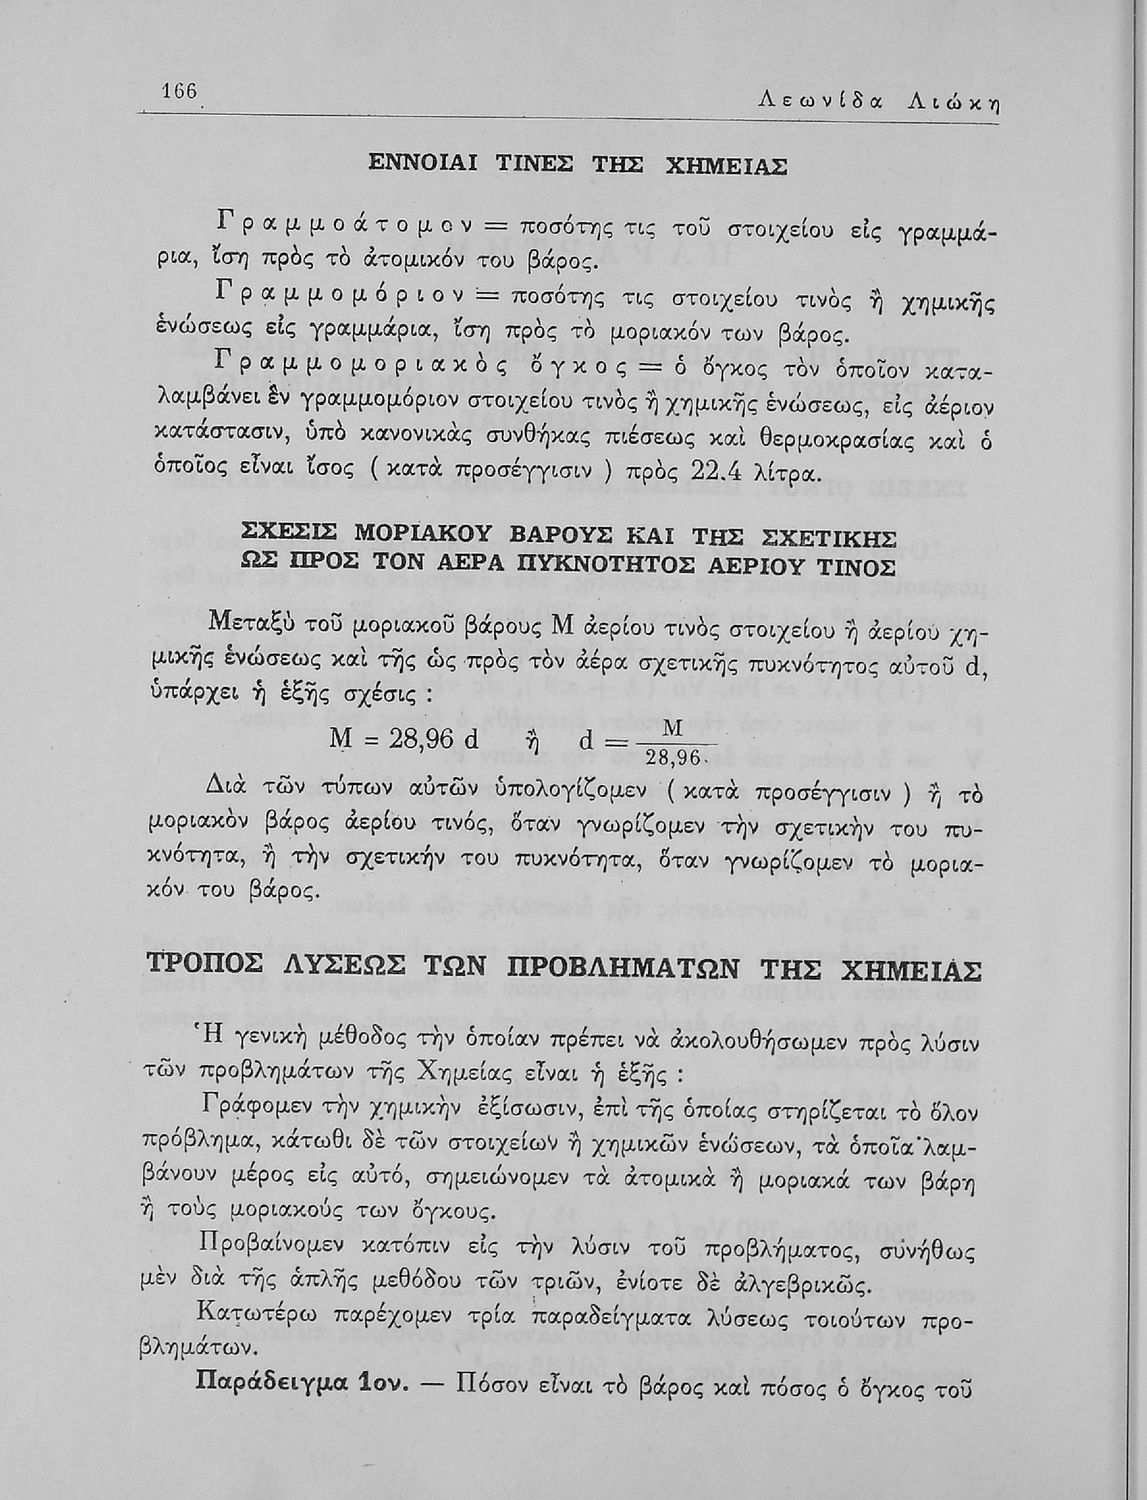 166
Λεωνίδα Λιώκη
ΕΝΝΟΙΑΙ ΤΙΝΕΣ ΤΗΣ ΧΗΜΕΙΑΣ
Γραμμοάτομον = ποσότης τις τοῦ στοιχείου εἰς γραμμά-
ρια, ἴση πρὸς τὸ ἀτομικόν του βάρος.
Γραμμομόριον = ποσότης τις στοιχείου τινὸς ἢ χημικῆς
ἑνώσεως εἰς γραμμάρια, ἴση πρὸς τὸ μοριακόν των βάρος.
Γραμμομοριακὸς ὄγκος = ὁ ὄγκος τὸν ὁποῖον κατα-
λαμβάνει ἓν γραμμομόριον στοιχείου τινὸς ἢ χημικῆς ἑνώσεως, εἰς ἀέριον
κατάστασιν, ὑπὸ κανονικὰς συνθήκας πιέσεως καὶ θερμοκρασίας καὶ ὁ
ὁποῖος εἶναι ἴσος ( κατὰ προσέγγισιν ) πρὸς 22.4 λίτρα.
ΣΧΕΣΙΣ ΜΟΡΙΑΚΟΥ ΒΑΡΟΥΣ ΚΑΙ ΤΗΣ ΣΧΕΤΙΚΗΣ
ΩΣ ΠΡΟΣ ΤΟΝ ΑΕΡΑ ΠΥΚΝΟΤΗΤΟΣ ΑΕΡΙΟΥ ΤΙΝΟΣ
Μεταξὺ τοῦ μοριακοῦ βάρους Μ ἀερίου τινὸς στοιχείου ἢ ἀερίου χη-
μικῆς ἑνώσεως καὶ τῆς ὡς πρὸς τὸν ἀέρα σχετικῆς πυκνότητος αὐτοῦ d,
ὑπάρχει ἡ ἑξῆς σχέσις :
M = 28,96 d ἢ d = M / 28,96
Διὰ τῶν τύπων αὐτῶν ὑπολογίζομεν ( κατὰ προσέγγισιν ) ἢ τὸ
μοριακὸν βάρος ἀερίου τινός, ὅταν γνωρίζομεν τὴν σχετικὴν του πυ-
κνότητα, ἢ τὴν σχετικήν του πυκνότητα, ὅταν γνωρίζομεν τὸ μορια-
κόν του βάρος.
ΤΡΟΠΟΣ ΛΥΣΕΩΣ ΤΩΝ ΠΡΟΒΛΗΜΑΤΩΝ ΤΗΣ ΧΗΜΕΙΑΣ
Ἡ γενικὴ μέθοδος τὴν ὁποίαν πρέπει νὰ ἀκολουθήσωμεν πρὸς λύσιν
τῶν προβλημάτων τῆς Χημείας εἶναι ἡ ἑξῆς :
Γράφομεν τὴν χημικὴν ἐξίσωσιν, ἐπὶ τῆς ὁποίας στηρίζεται τὸ ὅλον
πρόβλημα, κάτωθι δὲ τῶν στοιχείων ἢ χημικῶν ἑνώσεων, τὰ ὁποῖα λαμ-
βάνουν μέρος εἰς αὐτό, σημειώνομεν τὰ ἀτομικὰ ἢ μοριακά των βάρη
ἢ τοὺς μοριακούς των ὄγκους.
Προβαίνομεν κατόπιν εἰς τὴν λύσιν τοῦ προβλήματος, συνήθως
μὲν διὰ τῆς ἁπλῆς μεθόδου τῶν τριῶν, ἐνίοτε δὲ ἀλγεβρικῶς.
Κατωτέρω παρέχομεν τρία παραδείγματα λύσεως τοιούτων προ-
βλημάτων.
Παράδειγμα 1ον. — Πόσον εἶναι τὸ βάρος καὶ πόσος ὁ ὄγκος τοῦ